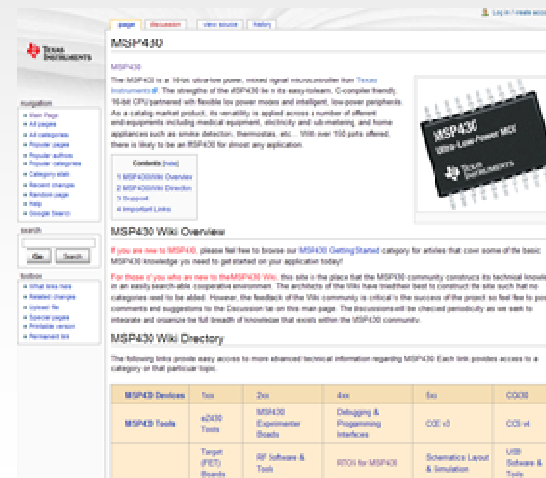 Log in / create acco
page discussion view source history
TEXAS INSTRUMENTS
MSP430
MSP430
The MSP430 is a 16-bit ultra-low power, mixed signal microcontroller from Texas
Instruments. The strengths of the MSP430 lie in its easy-to-learn, C-compiler friendly,
16-bit CPU partnered with flexible low power modes and intelligent, low-power peripherals.
As a catalog market product, its versatility is applied across a number of different
end-equipments including medical equipment, electricity and sub-metering, and home
appliances such as smoke detection, thermostats, etc... With over 150 parts offered,
there is likely to be an MSP430 for almost any application.
MSP430
Ultra-Low-Power MCU
TEXAS INSTRUMENTS
navigation
Main Page
All pages
All categories
Popular pages
Popular authors
Popular categories
Category stats
Recent changes
Random page
Help
Google Search
search
Go Search
toolbox
What links here
Related changes
Upload file
Special pages
Printable version
Permanent link
Contents [hide]
1 MSP430 Wiki Overview
2 MSP430 Wiki Direction
3 Support
4 Important Links
MSP430 Wiki Overview
If you are new to MSP430, please feel free to browse our MSP430 Getting Started category for articles that cover some of the basic
MSP430 knowledge you need to get started on your application today!
For those of you who are new to the MSP430 Wiki, this site is the place that the MSP430 community constructs its technical knowle
in an easily search-able cooperative environment. The architects of the Wiki have tried their best to construct the site such that no
categories need to be added. However, the feedback of the Wiki community is critical to the success of the project so feel free to pos
comments and suggestions to the Discussion tab on this main page. The discussions will be checked periodically as we seek to
integrate and organize the full breadth of knowledge that exists within the MSP430 community.
MSP430 Wiki Directory
The following links provide easy access to more advanced technical information regarding MSP430. Each link provides access to a
category or that particular topic.
MSP430 Devices 1xx 2xx 4xx 5xx CC430
MSP430 Tools eZ430 Tools MSP430 Experimenter Boards Debugging & Programming Interfaces CCE v3 CCS v4
Target (FET) Boards RF Software & Tools RTOS for MSP430 Schematics Layout & Simulation USB Software & Tools